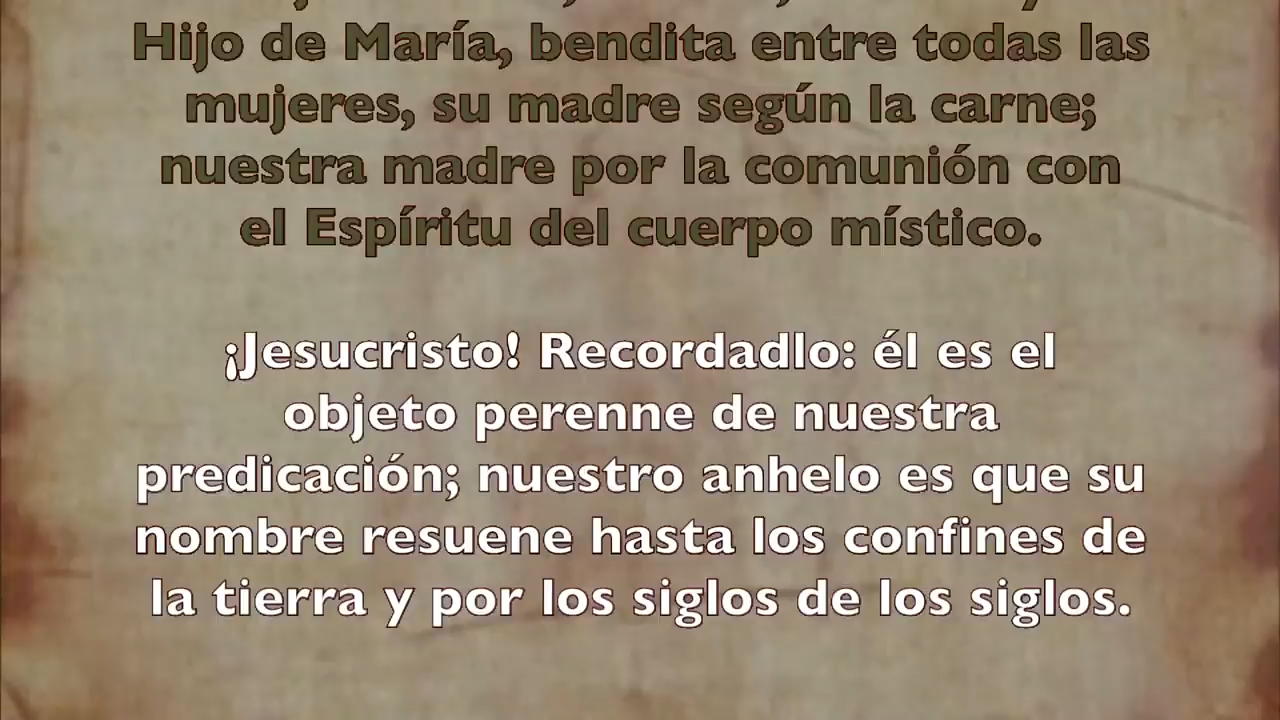 Hijo de María, bendita entre todas las
mujeres, su madre según la carne;
nuestra madre por la comunión con
el Espíritu del cuerpo místico.
¡Jesucristo! Recordadlo: él es el
objeto perenne de nuestra
predicación; nuestro anhelo es que su
nombre resuene hasta los confines de
la tierra y por los siglos de los siglos.